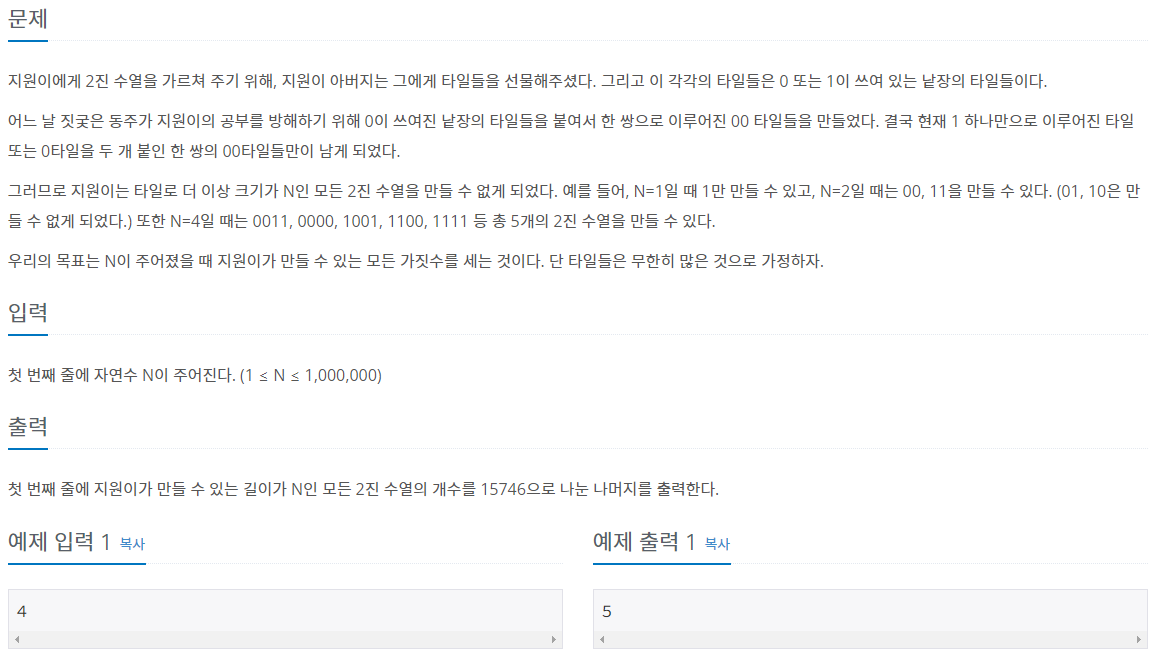 문제
지원이에게 2진 수열을 가르쳐 주기 위해, 지원이 아버지는 그에게 타일들을 선물해주셨다. 그리고 이 각각의 타일들은 0 또는 1이 쓰여 있는 낱장의 타일들이다.
어느 날 짓궂은 동주가 지원이의 공부를 방해하기 위해 0이 쓰여진 낱장의 타일들을 붙여서 한 쌍으로 이루어진 00 타일들을 만들었다. 결국 현재 1 하나만으로 이루어진 타일
또는 0타일을 두 개 붙인 한 쌍의 00타일들만이 남게 되었다.
그러므로 지원이는 타일로 더 이상 크기가 N인 모든 2진 수열을 만들 수 없게 되었다. 예를 들어, N=1일 때 1만 만들 수 있고, N=2일 때는 00, 11을 만들 수 있다. (01, 10은 만
들 수 없게 되었다.) 또한 N=4일 때는 0011, 0000, 1001, 1100, 1111 등 총 5개의 2진 수열을 만들 수 있다.
우리의 목표는 N이 주어졌을 때 지원이가 만들 수 있는 모든 가짓수를 세는 것이다. 단 타일들은 무한히 많은 것으로 가정하자.
입력
첫 번째 줄에 자연수 N이 주어진다. (1 ≤ N ≤ 1,000,000)
출력
첫 번째 줄에 지원이가 만들 수 있는 길이가 N인 모든 2진 수열의 개수를 15746으로 나눈 나머지를 출력한다.
예제 입력 1 복사
4
예제 출력 1 복사
5